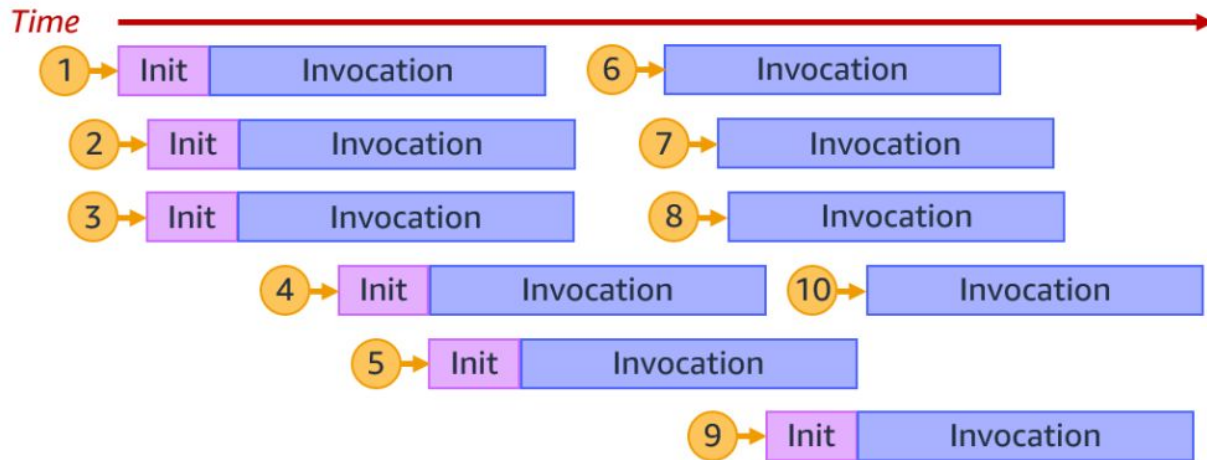 Time
1 Init Invocation 6 Invocation
2 Init Invocation 7 Invocation
3 Init Invocation 8 Invocation
4 Init Invocation 10 Invocation
5 Init Invocation
9 Init Invocation